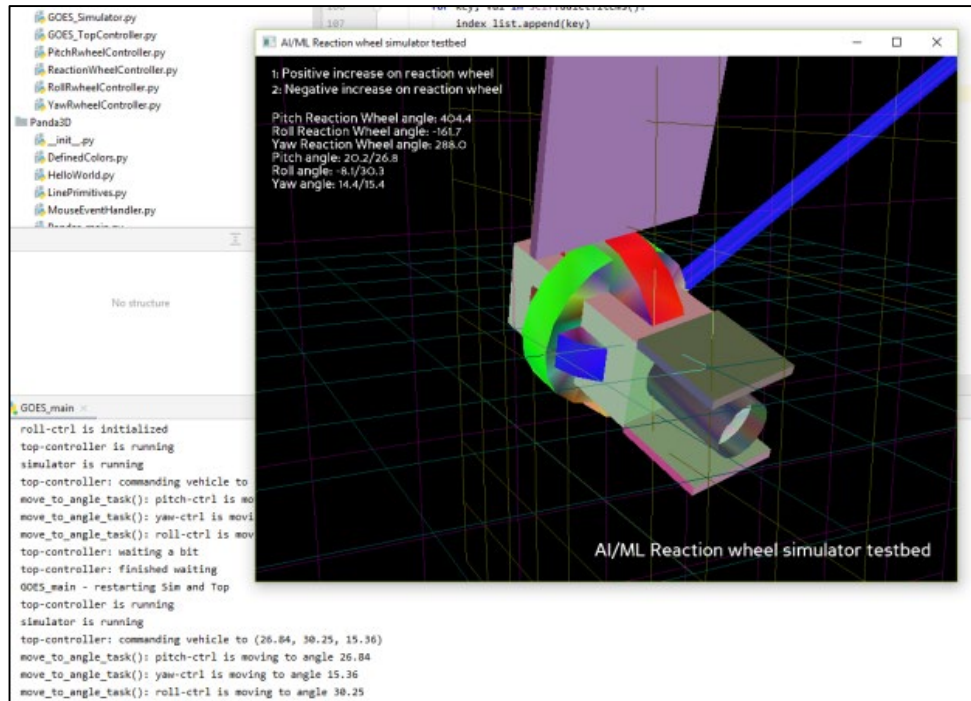 GOES_Simulator.py
GOES_TopController.py
PitchRwheelController.py
ReactionWheelController.py
RollRwheelController.py
YawRwheelController.py
Panda3D
__init__.py
DefinedColors.py
HelloWorld.py
LinePrimitives.py
MouseEventHandler.py
No structure
107 index_list.append(key)
AI/ML Reaction wheel simulator testbed
1: Positive increase on reaction wheel
2: Negative increase on reaction wheel
Pitch Reaction Wheel angle: 404.4
Roll Reaction Wheel angle: -161.7
Yaw Reaction Wheel angle: 288.0
Pitch angle: 20.2/26.8
Roll angle: -8.1/30.3
Yaw angle: 14.4/15.4
AI/ML Reaction wheel simulator testbed
GOES_main
roll-ctrl is initialized
top-controller is running
simulator is running
top-controller: commanding vehicle to
move_to_angle_task(): pitch-ctrl is mo
move_to_angle_task(): yaw-ctrl is movi
move_to_angle_task(): roll-ctrl is mov
top-controller: waiting a bit
top-controller: finished waiting
GOES_main - restarting Sim and Top
top-controller is running
simulator is running
top-controller: commanding vehicle to (26.84, 30.25, 15.36)
move_to_angle_task(): pitch-ctrl is moving to angle 26.84
move_to_angle_task(): yaw-ctrl is moving to angle 15.36
move_to_angle_task(): roll-ctrl is moving to angle 30.25